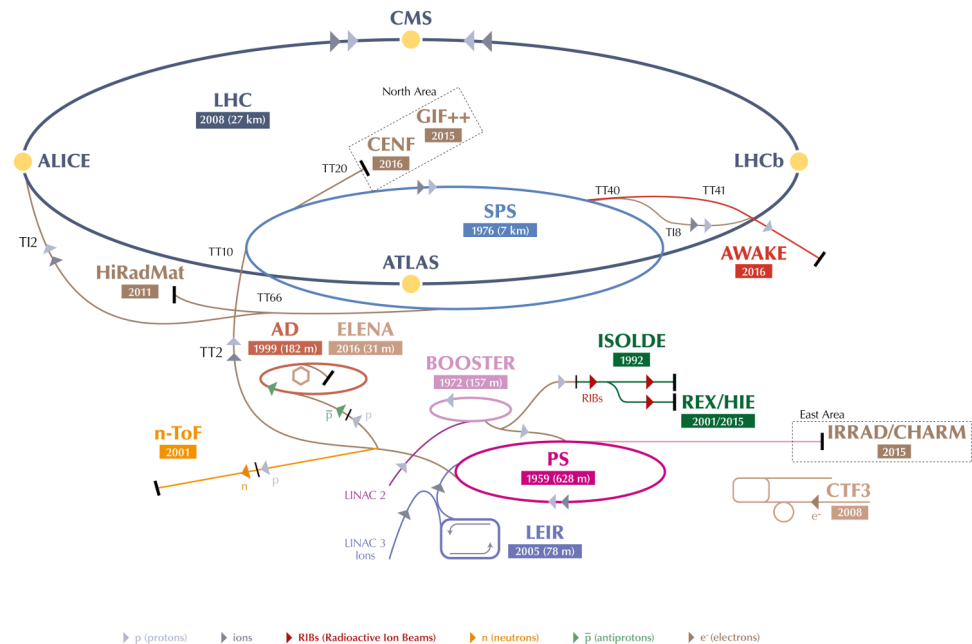 CMS
LHC
2008 (27 km)
North Area
GIF++
2015
CENF
2016
ALICE
LHCb
TT20
TT40
TT41
SPS
1976 (7 km)
TI8
TI2
TT10
AWAKE
2016
ATLAS
HiRadMat
2011
TT66
AD
1999 (182 m)
ELENA
2016 (31 m)
TT2
ISOLDE
1992
BOOSTER
1972 (157 m)
RIBs
REX/HIE
2001/2015
p̅
p
East Area
IRRAD/CHARM
2015
n-ToF
2001
n
p
PS
1959 (628 m)
LINAC 2
CTF3
2008
e-
LEIR
2005 (78 m)
LINAC 3
Ions
p (protons)
ions
RIBs (Radioactive Ion Beams)
n (neutrons)
p̅ (antiprotons)
e- (electrons)